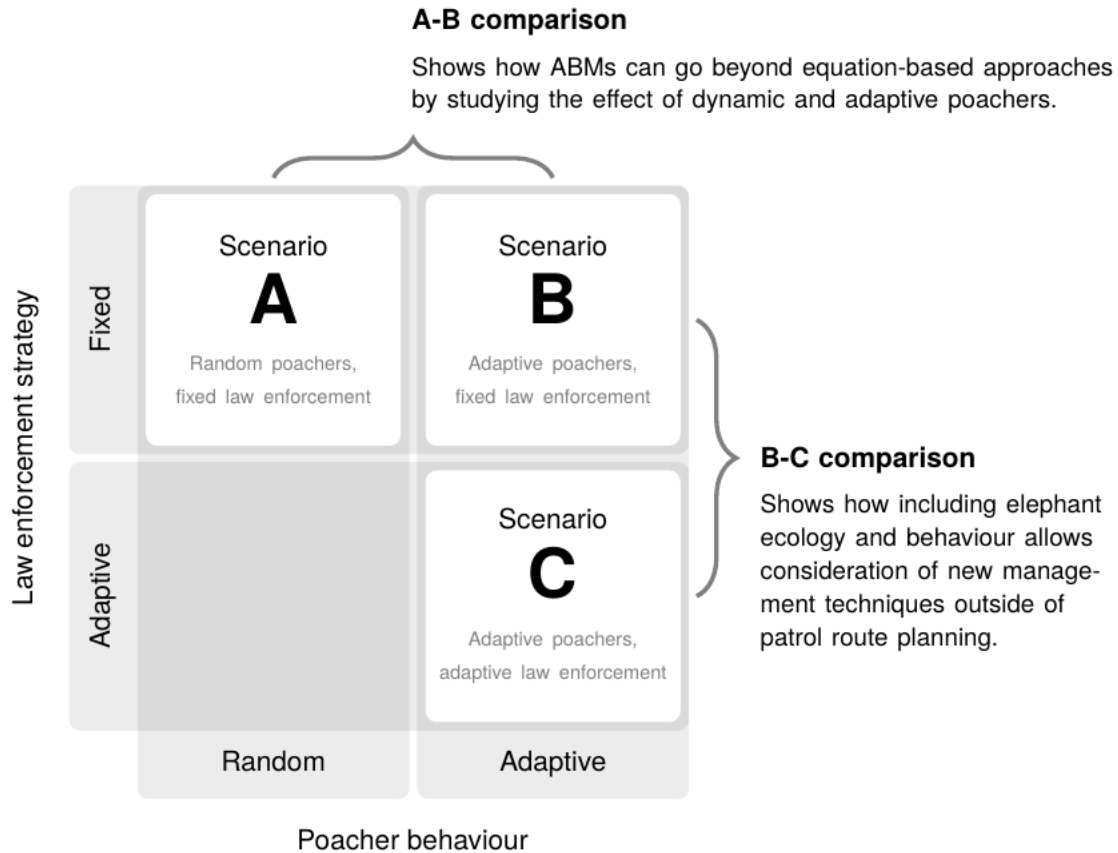 A-B comparison
Shows how ABMs can go beyond equation-based approaches
by studying the effect of dynamic and adaptive poachers.
Law enforcement strategy
Fixed
Scenario
A
Random poachers,
fixed law enforcement
Scenario
B
Adaptive poachers,
fixed law enforcement
B-C comparison
Shows how including elephant
ecology and behaviour allows
consideration of new manage-
ment techniques outside of
patrol route planning.
Adaptive
Scenario
C
Adaptive poachers,
adaptive law enforcement
Random
Adaptive
Poacher behaviour